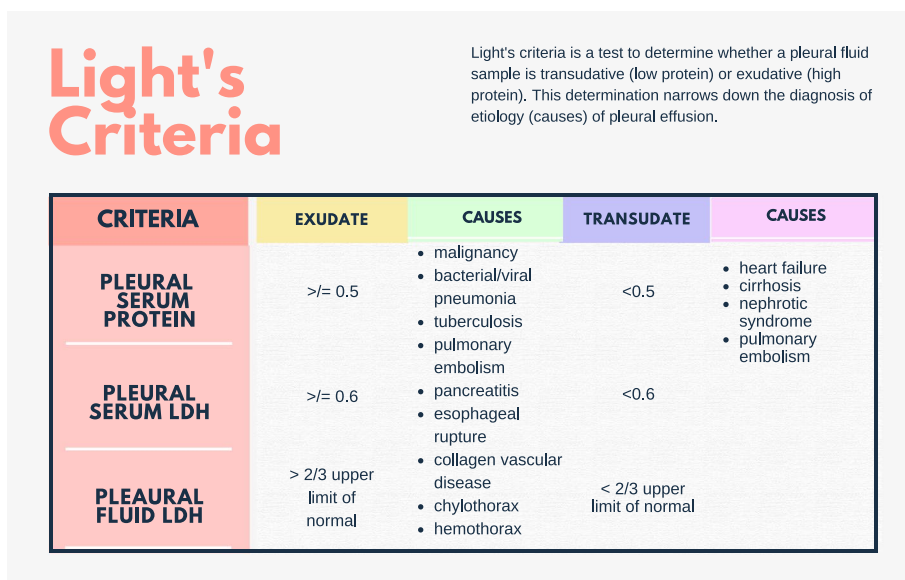 Light's
Criteria
Light's criteria is a test to determine whether a pleural fluid
sample is transudative (low protein) or exudative (high
protein). This determination narrows down the diagnosis of
etiology (causes) of pleural effusion.
CRITERIA
EXUDATE
CAUSES
TRANSUDATE
CAUSES
PLEURAL
SERUM
PROTEIN
>/= 0.5
<0.5
PLEURAL
SERUM LDH
>/= 0.6
<0.6
PLEAURAL
FLUID LDH
> 2/3 upper
limit of
normal
< 2/3 upper
limit of normal
• malignancy
• bacterial/viral
pneumonia
• tuberculosis
• pulmonary
embolism
• pancreatitis
• esophageal
rupture
• collagen vascular
disease
• chylothorax
• hemothorax
• heart failure
• cirrhosis
• nephrotic
syndrome
• pulmonary
embolism